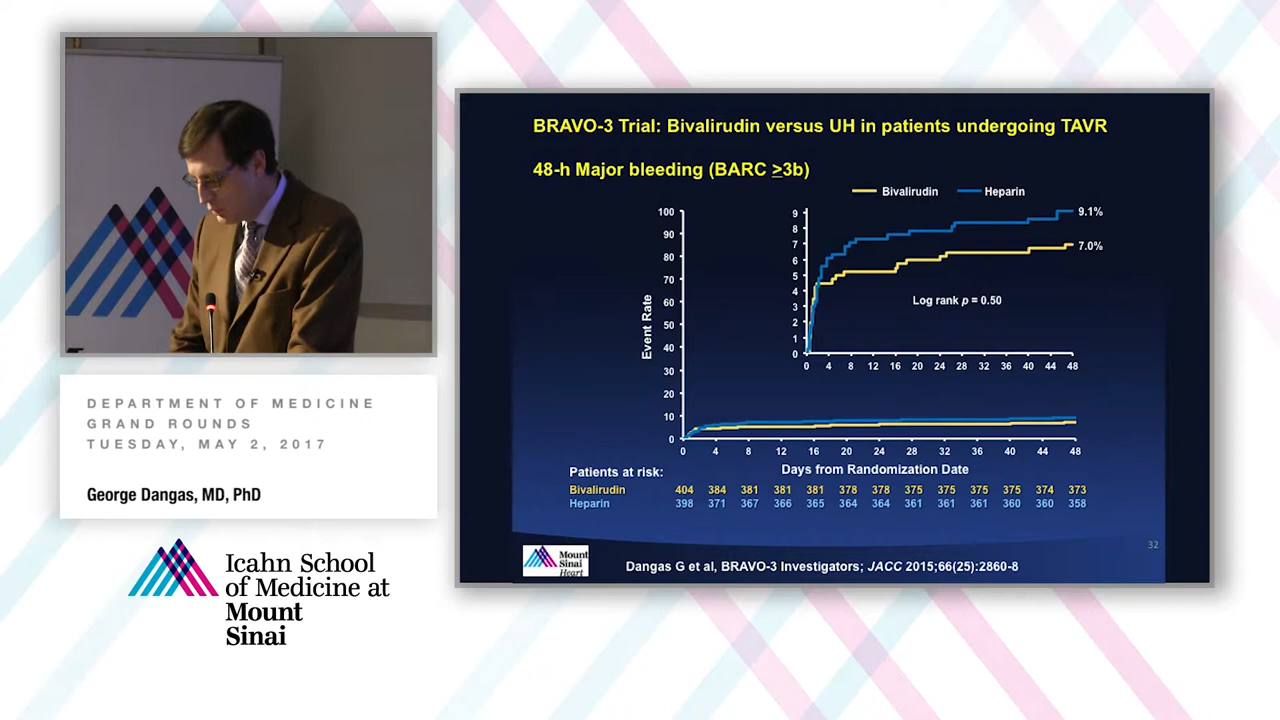 DEPARTMENT OF MEDICINE
GRAND ROUNDS
TUESDAY, MAY 2, 2017
George Dangas, MD, PhD
Icahn School
of Medicine at
Mount
Sinai
BRAVO-3 Trial: Bivalirudin versus UH in patients undergoing TAVR
48-h Major bleeding (BARC ≥3b)
Bivalirudin Heparin
100
90
80
70
60
50
40
30
20
10
0
Event Rate
9
8
7
6
5
4
3
2
1
0
9.1%
7.0%
Log rank p = 0.50
0 4 8 12 16 20 24 28 32 36 40 44 48
0 4 8 12 16 20 24 28 32 36 40 44 48
Patients at risk: Days from Randomization Date
Bivalirudin 404 384 381 381 381 378 378 375 375 375 375 374 373
Heparin 398 371 367 366 365 364 364 361 361 361 360 360 358
32
Mount
Sinai
Heart
Dangas G et al, BRAVO-3 Investigators; JACC 2015;66(25):2860-8